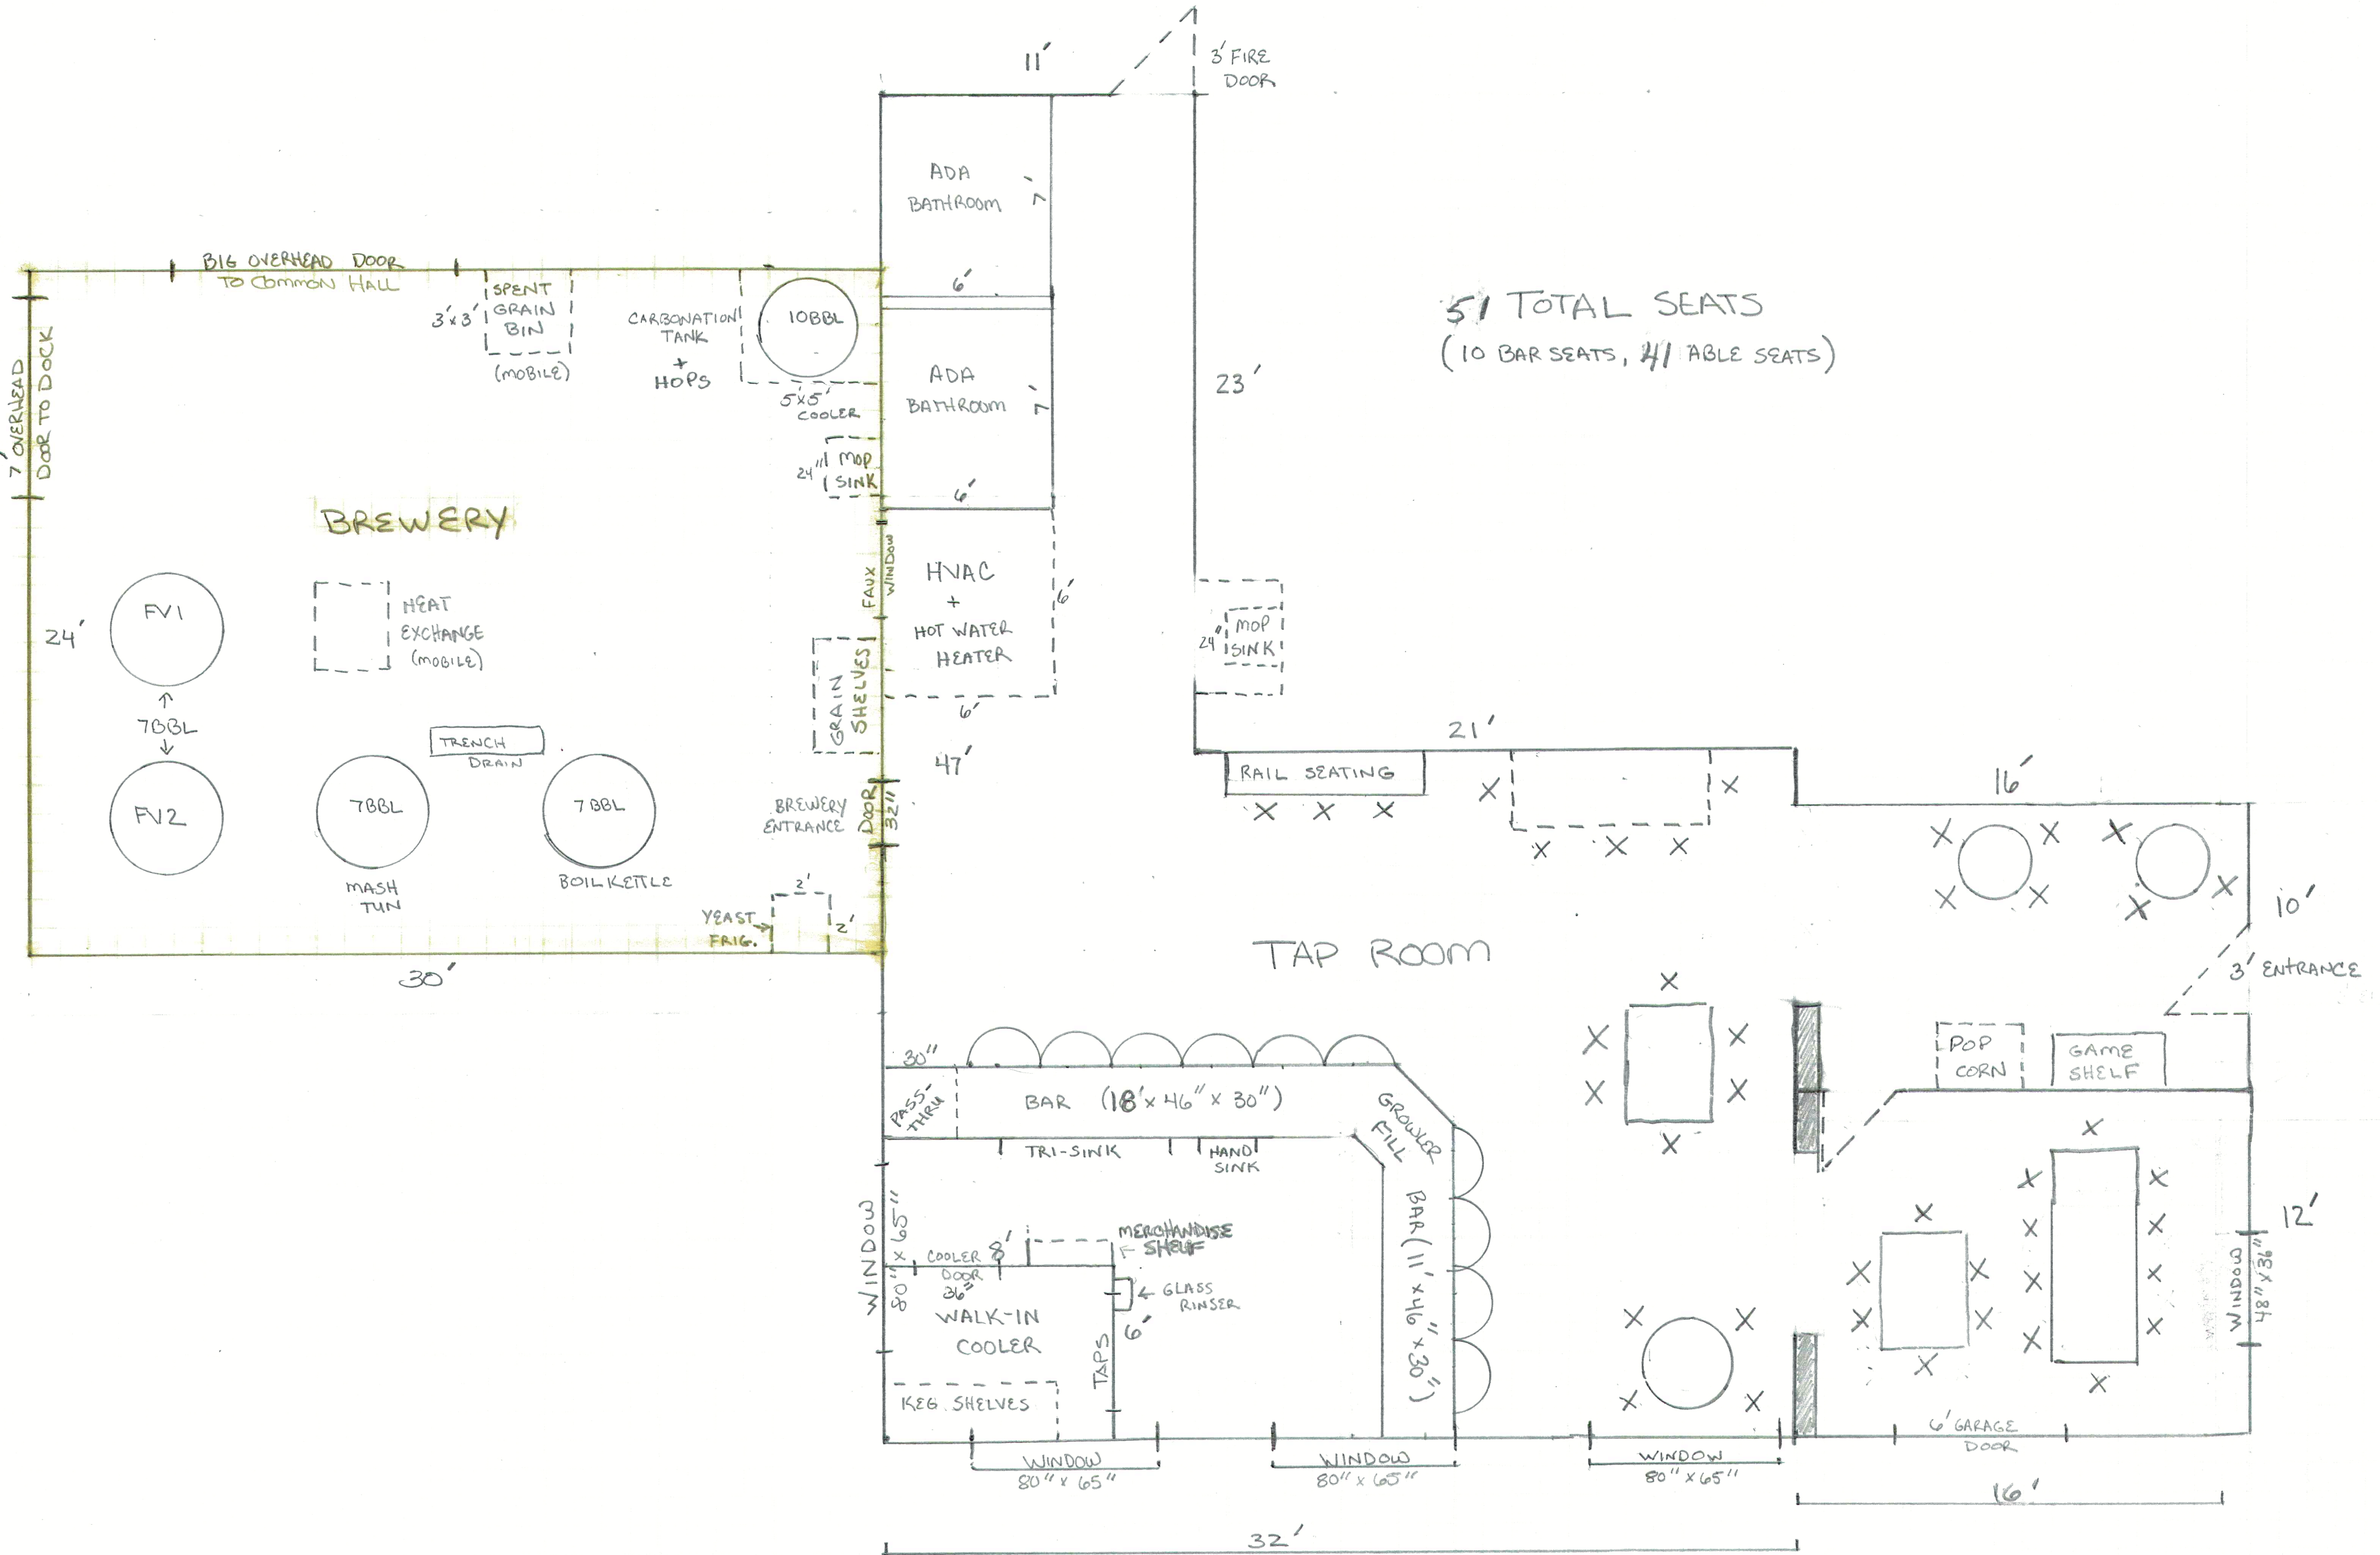 11'
3' FIRE
DOOR
ADA
BATHROOM
7'
6'
ADA
BATHROOM
7'
6'
HVAC
+
HOT WATER
HEATER
6'
6'
47'
23'
51 TOTAL SEATS
(10 BAR SEATS, 41 ABLE SEATS)
BIG OVERHEAD DOOR
TO COMMON HALL
7' OVERHEAD
DOOR TO DOCK
3'x3'
SPENT
GRAIN
BIN
(MOBILE)
CARBONATION
TANK
+
HOPS
10BBL
5'x5'
COOLER
24"
MOP
SINK
BREWERY
FAUX
WINDOW
24'
FV1
7BBL
FV2
HEAT
EXCHANGE
(MOBILE)
TRENCH
DRAIN
7BBL
MASH
TUN
7BBL
BOIL KETTLE
GRAIN
SHELVES
BREWERY
ENTRANCE
DOOR
32"
YEAST
FRIG.
2'
2'
30'
24"
MOP
SINK
21'
RAIL SEATING
X X X
X X
X X X
16'
X X X X
X X X X
10'
3' ENTRANCE
TAP ROOM
POP
CORN
GAME
SHELF
X
X X
X X
X
30"
PASS-
THRU
BAR (18' x 46" x 30")
GROWLER
FILL
TRI-SINK
HAND
SINK
BAR (11' x 46" x 30")
WINDOW
80" x 65"
COOLER
DOOR
36"
8'
MERCHANDISE
SHELF
GLASS
RINSER
WALK-IN
COOLER
6'
TAPS
KEG SHELVES
X X
X X
X
X X
X X
X
X
X X
X X
X X
X X
X
12'
WINDOW
48" x 36"
6' GARAGE
DOOR
WINDOW
80" x 65"
WINDOW
80" x 65"
WINDOW
80" x 65"
16'
32'